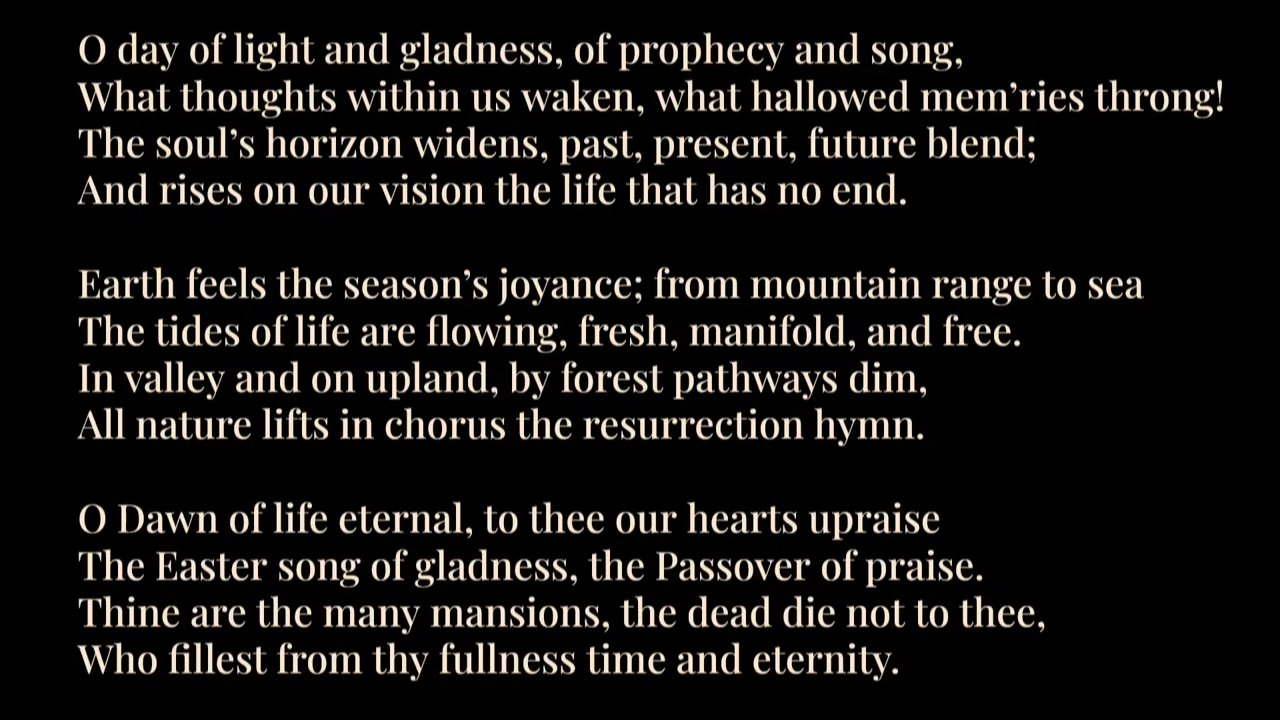 O day of light and gladness, of prophecy and song,
What thoughts within us waken, what hallowed mem’ries throng!
The soul’s horizon widens, past, present, future blend;
And rises on our vision the life that has no end.
Earth feels the season’s joyance; from mountain range to sea
The tides of life are flowing, fresh, manifold, and free.
In valley and on upland, by forest pathways dim,
All nature lifts in chorus the resurrection hymn.
O Dawn of life eternal, to thee our hearts upraise
The Easter song of gladness, the Passover of praise.
Thine are the many mansions, the dead die not to thee,
Who fillest from thy fullness time and eternity.